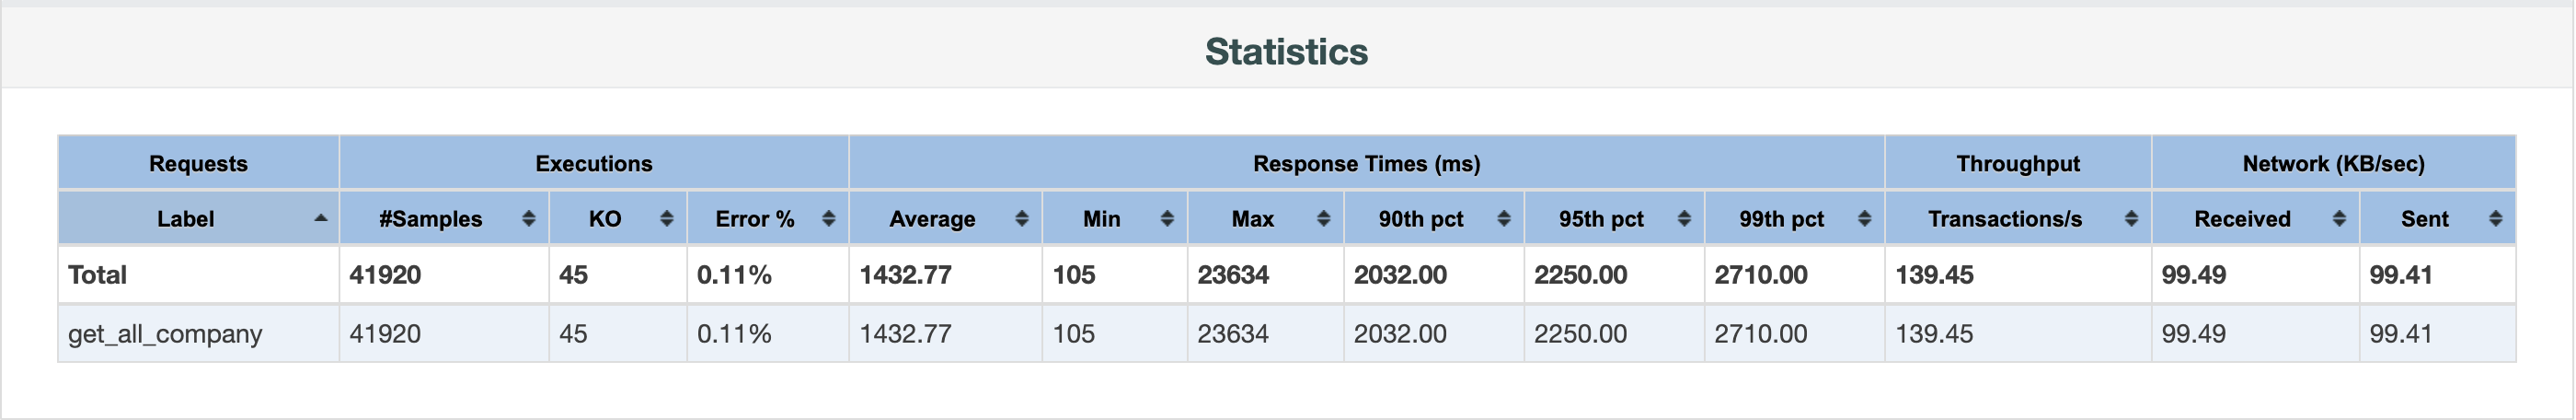 Statistics
Requests Executions Response Times (ms) Throughput Network (KB/sec)
Label #Samples KO Error % Average Min Max 90th pct 95th pct 99th pct Transactions/s Received Sent
Total 41920 45 0.11% 1432.77 105 23634 2032.00 2250.00 2710.00 139.45 99.49 99.41
get_all_company 41920 45 0.11% 1432.77 105 23634 2032.00 2250.00 2710.00 139.45 99.49 99.41